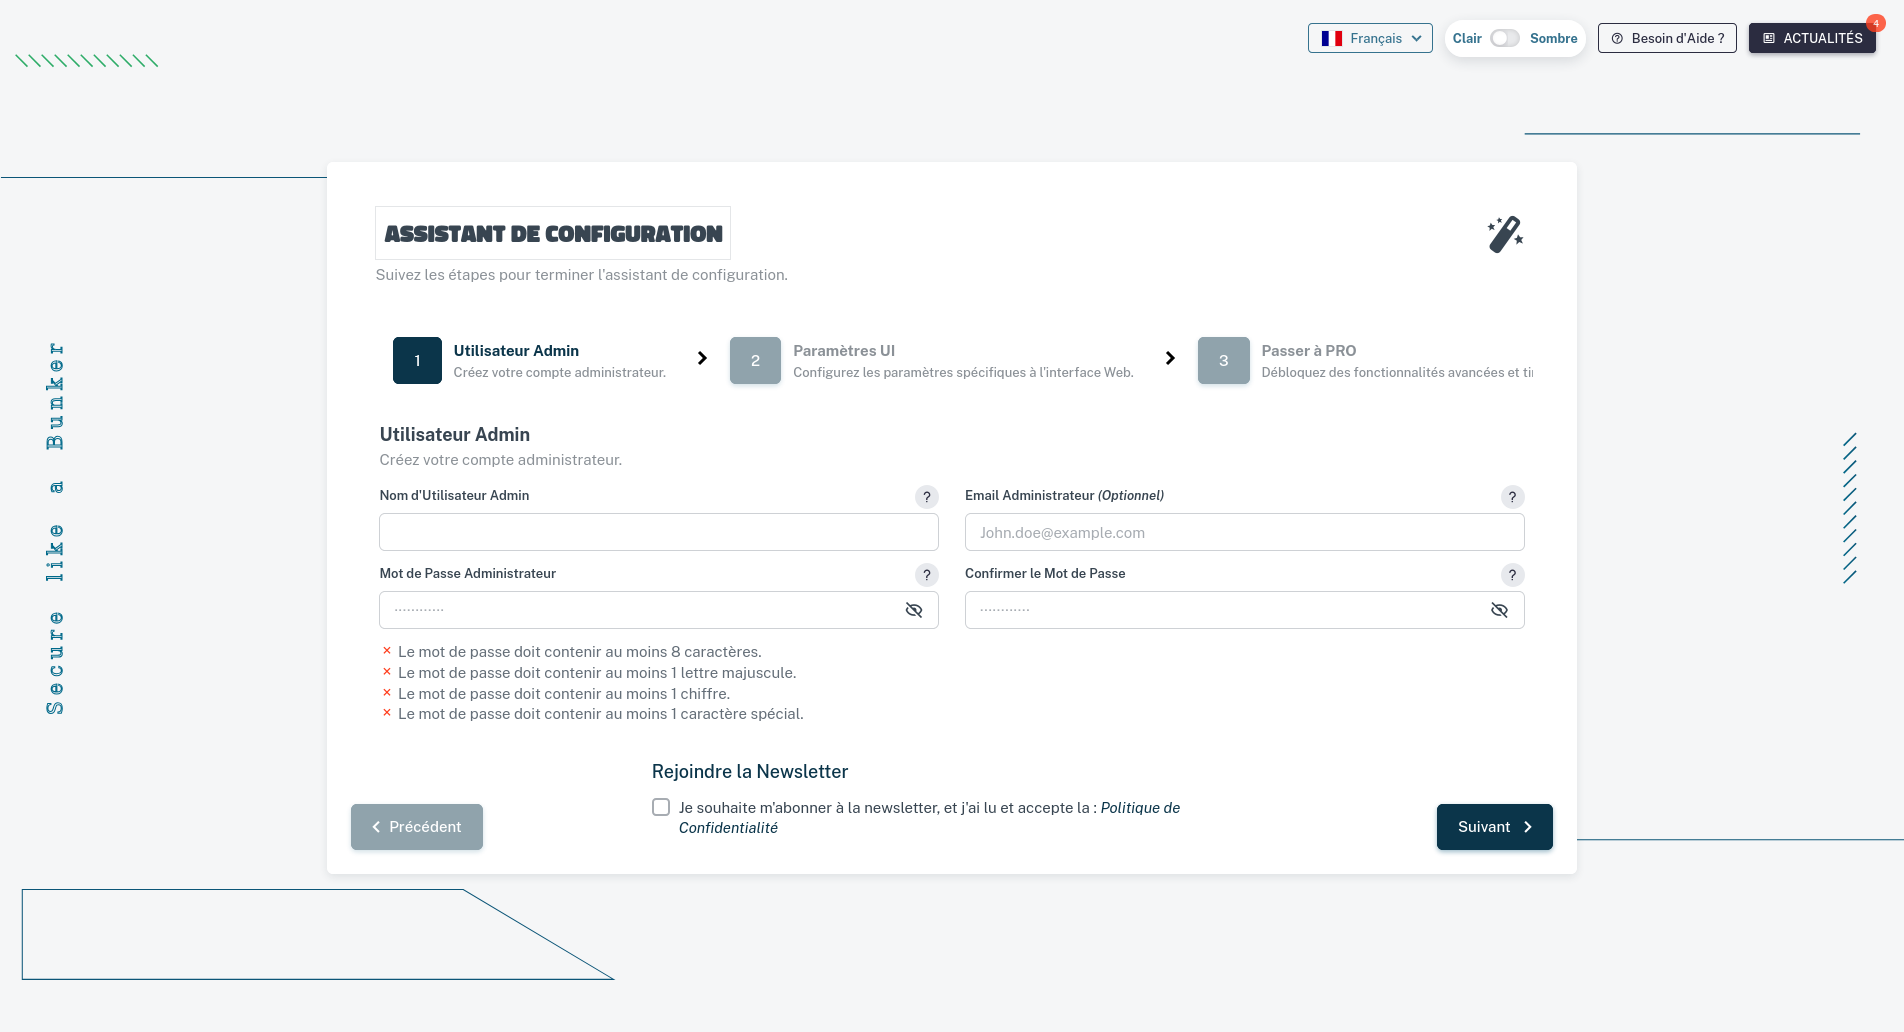 Français
Clair
Sombre
Besoin d'Aide ?
ACTUALITÉS
4
ASSISTANT DE CONFIGURATION
Suivez les étapes pour terminer l'assistant de configuration.
1
Utilisateur Admin
Créez votre compte administrateur.
2
Paramètres UI
Configurez les paramètres spécifiques à l'interface Web.
3
Passer à PRO
Débloquez des fonctionnalités avancées et
Secure like a Bunker
Utilisateur Admin
Créez votre compte administrateur.
Nom d'Utilisateur Admin
?
Email Administrateur (Optionnel)
?
John.doe@example.com
Mot de Passe Administrateur
?
Confirmer le Mot de Passe
?
············
············
× Le mot de passe doit contenir au moins 8 caractères.
× Le mot de passe doit contenir au moins 1 lettre majuscule.
× Le mot de passe doit contenir au moins 1 chiffre.
× Le mot de passe doit contenir au moins 1 caractère spécial.
Rejoindre la Newsletter
Je souhaite m'abonner à la newsletter, et j'ai lu et accepte la : Politique de
Confidentialité
Précédent
Suivant